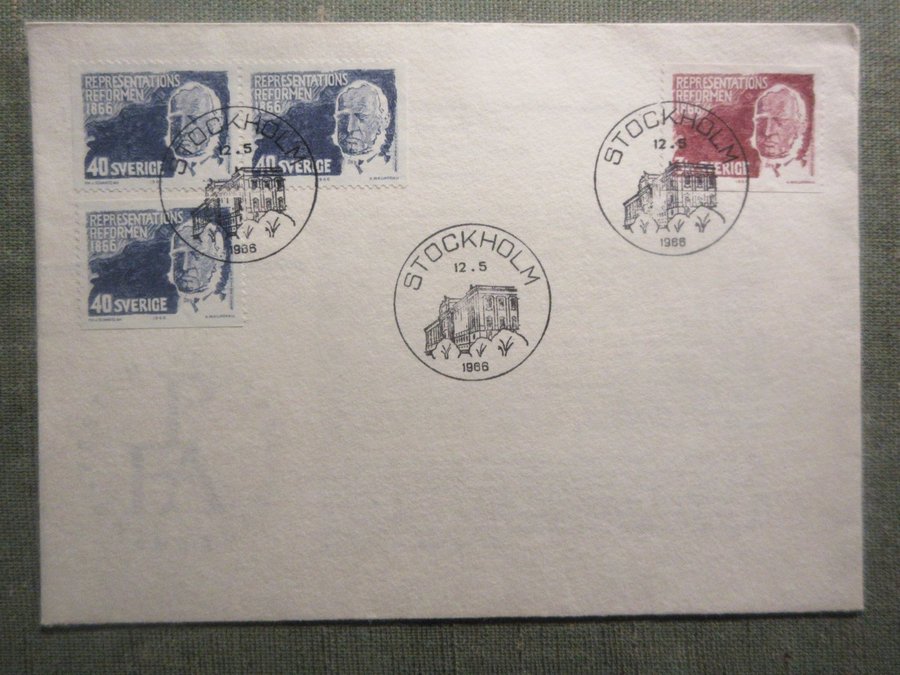 REPRESENTATIONS
REFORMEN
1866
40 SVERIGE
REPRESENTATIONS
REFORMEN
1866
40 SVERIGE
STOCKHOLM
12.5
1966
REPRESENTATIONS
REFORMEN
1866
40 SVERIGE
1966
STOCKHOLM
12.5
1966
REPRESENTATIONS
REFORMEN
SVERIGE
STOCKHOLM
12.5
1966